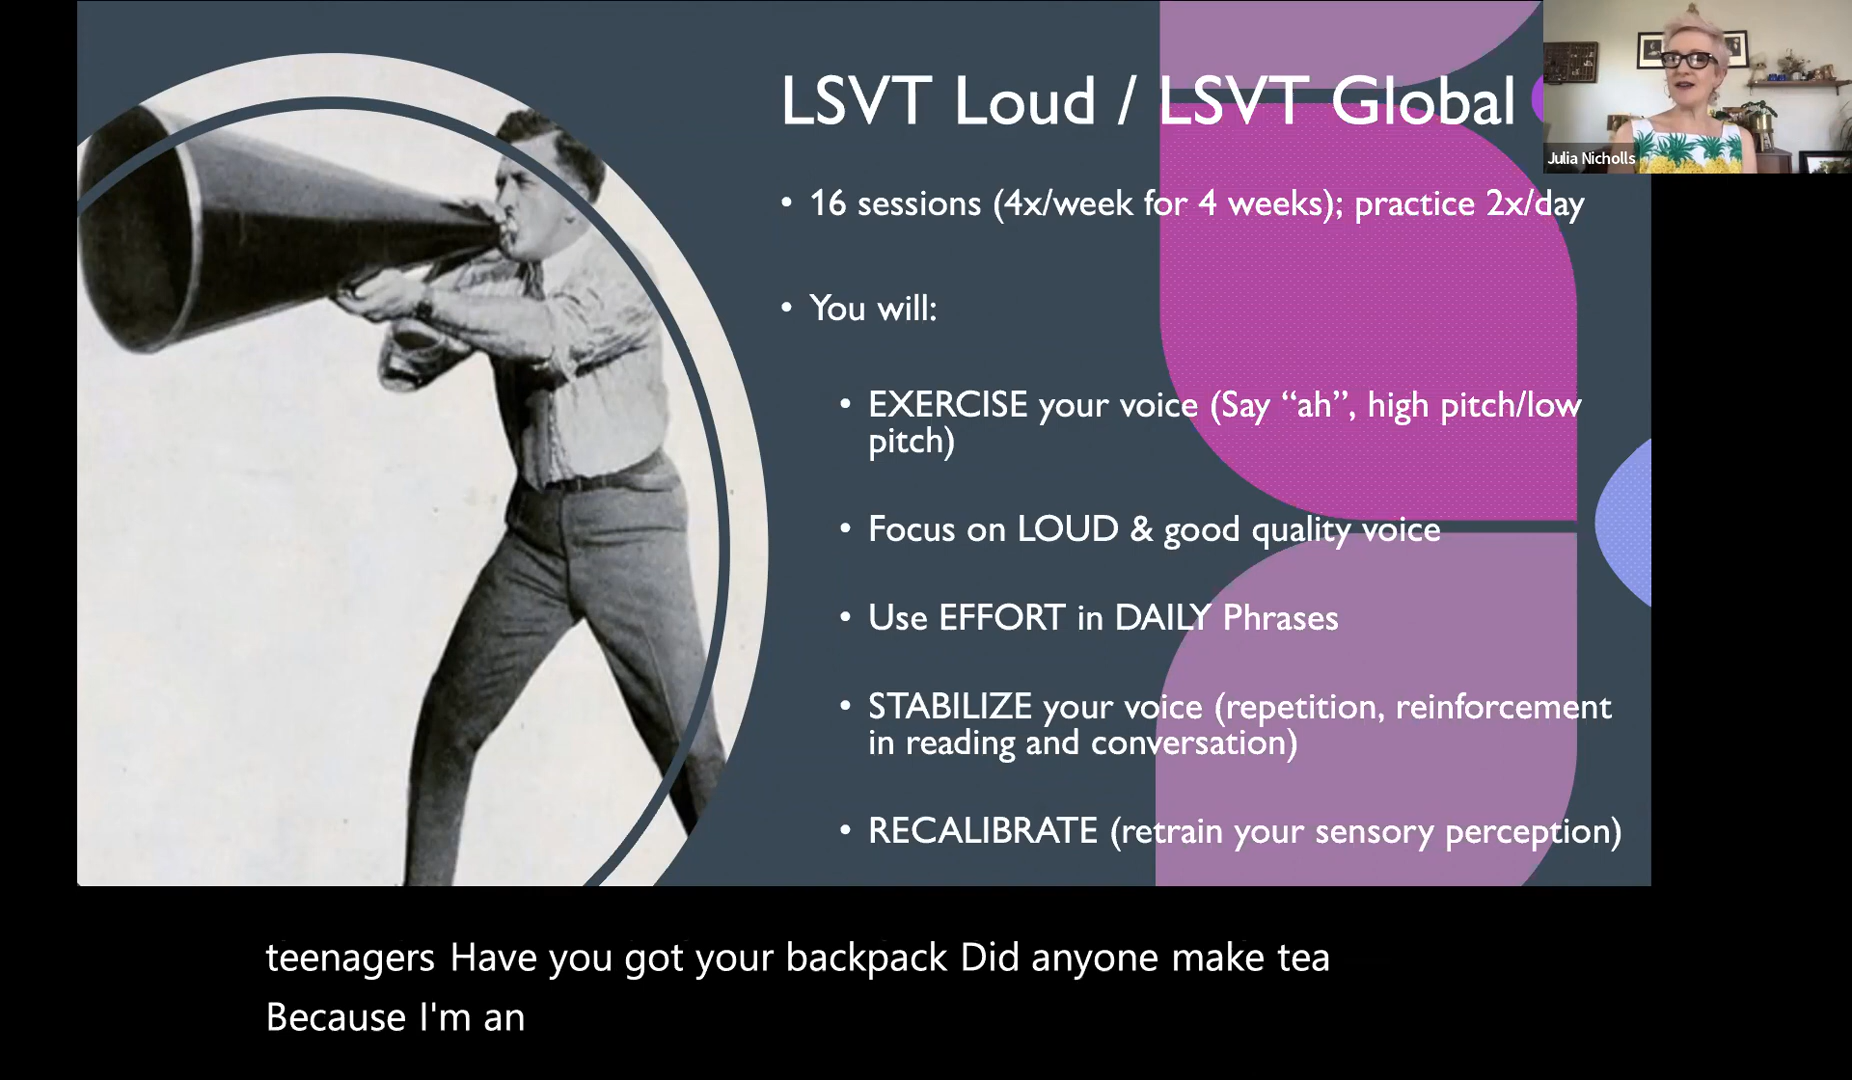 LSVT Loud / LSVT Global
Julia Nicholls
• 16 sessions (4x/week for 4 weeks); practice 2x/day
• You will:
• EXERCISE your voice (Say “ah”, high pitch/low
pitch)
• Focus on LOUD & good quality voice
• Use EFFORT in DAILY Phrases
• STABILIZE your voice (repetition, reinforcement
in reading and conversation)
• RECALIBRATE (retrain your sensory perception)
teenagers Have you got your backpack Did anyone make tea
Because I'm an